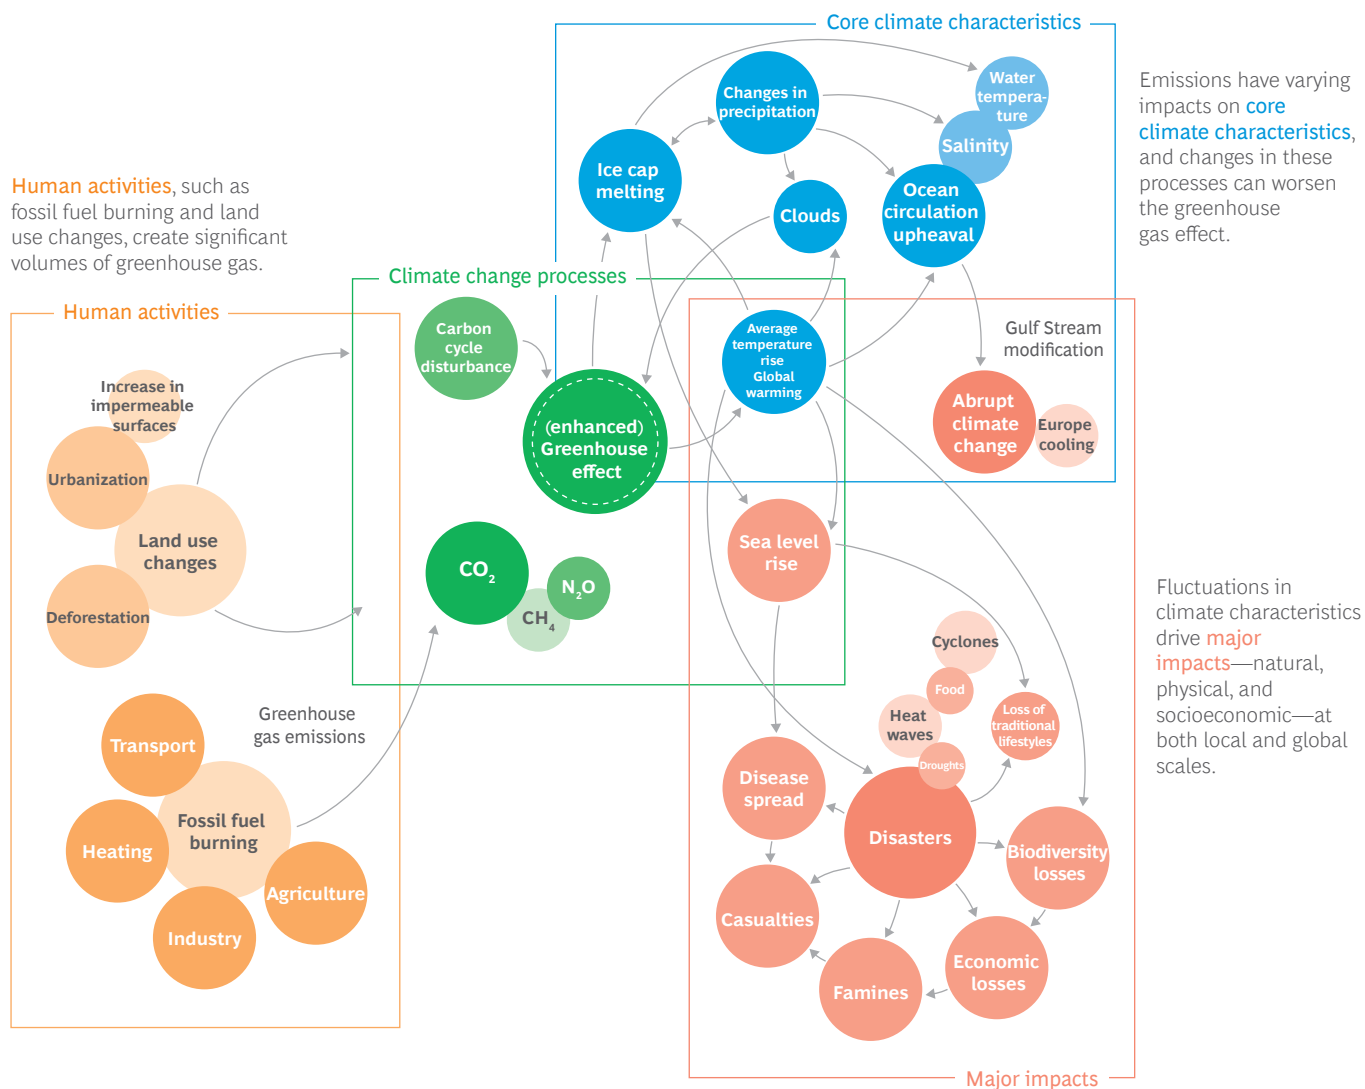 Core climate characteristics
Emissions have varying
impacts on core
climate characteristics,
and changes in these
processes can worsen
the greenhouse
gas effect.
Water
tempera-
ture
Changes in
precipitation
Salinity
Ice cap
melting
Clouds
Ocean
circulation
upheaval
Human activities, such as
fossil fuel burning and land
use changes, create significant
volumes of greenhouse gas.
Climate change processes
Human activities
Carbon
cycle
disturbance
Average
temperature
rise
Global
warming
Gulf Stream
modification
Increase in
impermeable
surfaces
Abrupt
climate
change
Europe
cooling
(enhanced)
Greenhouse
effect
Urbanization
Land use
changes
Deforestation
CO2
N2O
CH4
Sea level
rise
Fluctuations in
climate characteristics
drive major
impacts—natural,
physical, and
socioeconomic—at
both local and global
scales.
Cyclones
Food
Heat
waves
Droughts
Loss of
traditional
lifestyles
Greenhouse
gas emissions
Transport
Fossil fuel
burning
Heating
Agriculture
Industry
Disease
spread
Disasters
Biodiversity
losses
Casualties
Economic
losses
Famines
Major impacts